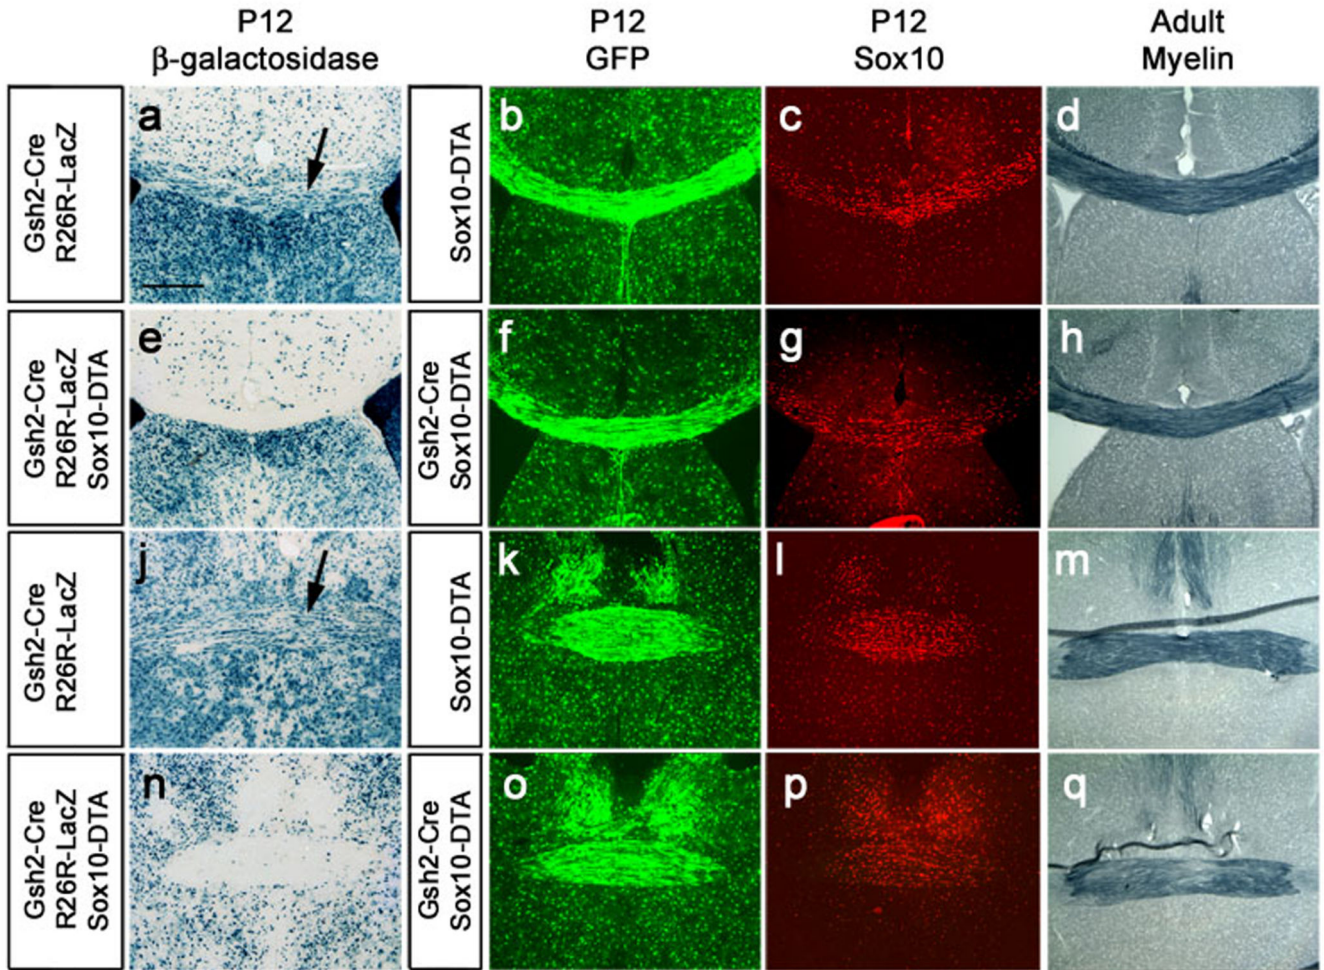 P12
β-galactosidase
P12
GFP
P12
Sox10
Adult
Myelin
Gsh2-Cre
R26R-LacZ
a
Sox10-DTA
b
c
d
Gsh2-Cre
R26R-LacZ
Sox10-DTA
e
Gsh2-Cre
Sox10-DTA
f
g
h
Gsh2-Cre
R26R-LacZ
j
Sox10-DTA
k
l
m
Gsh2-Cre
R26R-LacZ
Sox10-DTA
n
Gsh2-Cre
Sox10-DTA
o
p
q